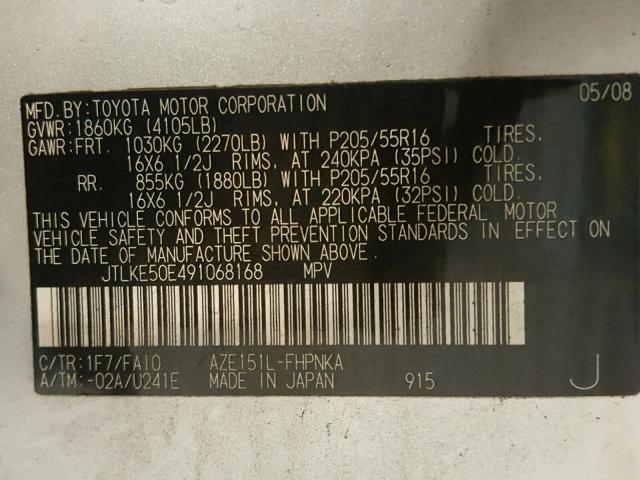 MFD.BY:TOYOTA MOTOR CORPORATION 05/08
GVWR:1860KG (4105LB)
GAWR:FRT. 1030KG (2270LB) WITH P205/55R16 TIRES,
16X6 1/2J RIMS, AT 240KPA (35PSI) COLD.
RR. 855KG (1880LB) WITH P205/55R16 TIRES,
16X6 1/2J RIMS, AT 220KPA (32PSI) COLD.
THIS VEHICLE CONFORMS TO ALL APPLICABLE FEDERAL MOTOR
VEHICLE SAFETY AND THEFT PREVENTION STANDARDS IN EFFECT ON
THE DATE OF MANUFACTURE SHOWN ABOVE.
JTLKE50E491068168 MPV
C/TR:1F7/FA10 AZE151L-FHPNKA
A/TM:-02A/U241E MADE IN JAPAN 915 J